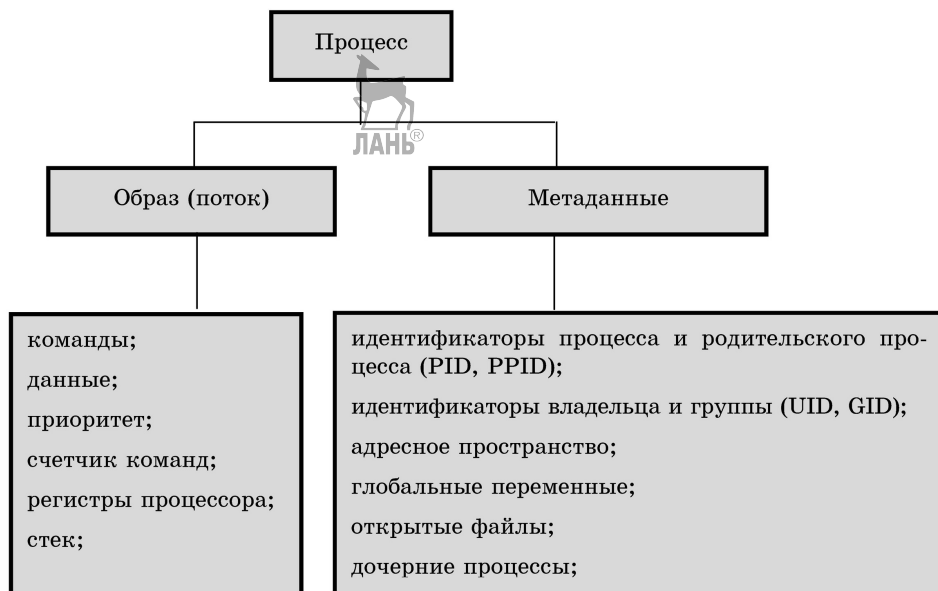 Процесс
ЛАНЬ®
Образ (поток)
Метаданные
команды;
данные;
приоритет;
счетчик команд;
регистры процессора;
стек;
идентификаторы процесса и родительского про-
цесса (PID, PPID);
идентификаторы владельца и группы (UID, GID);
адресное пространство;
глобальные переменные;
открытые файлы;
дочерние процессы;